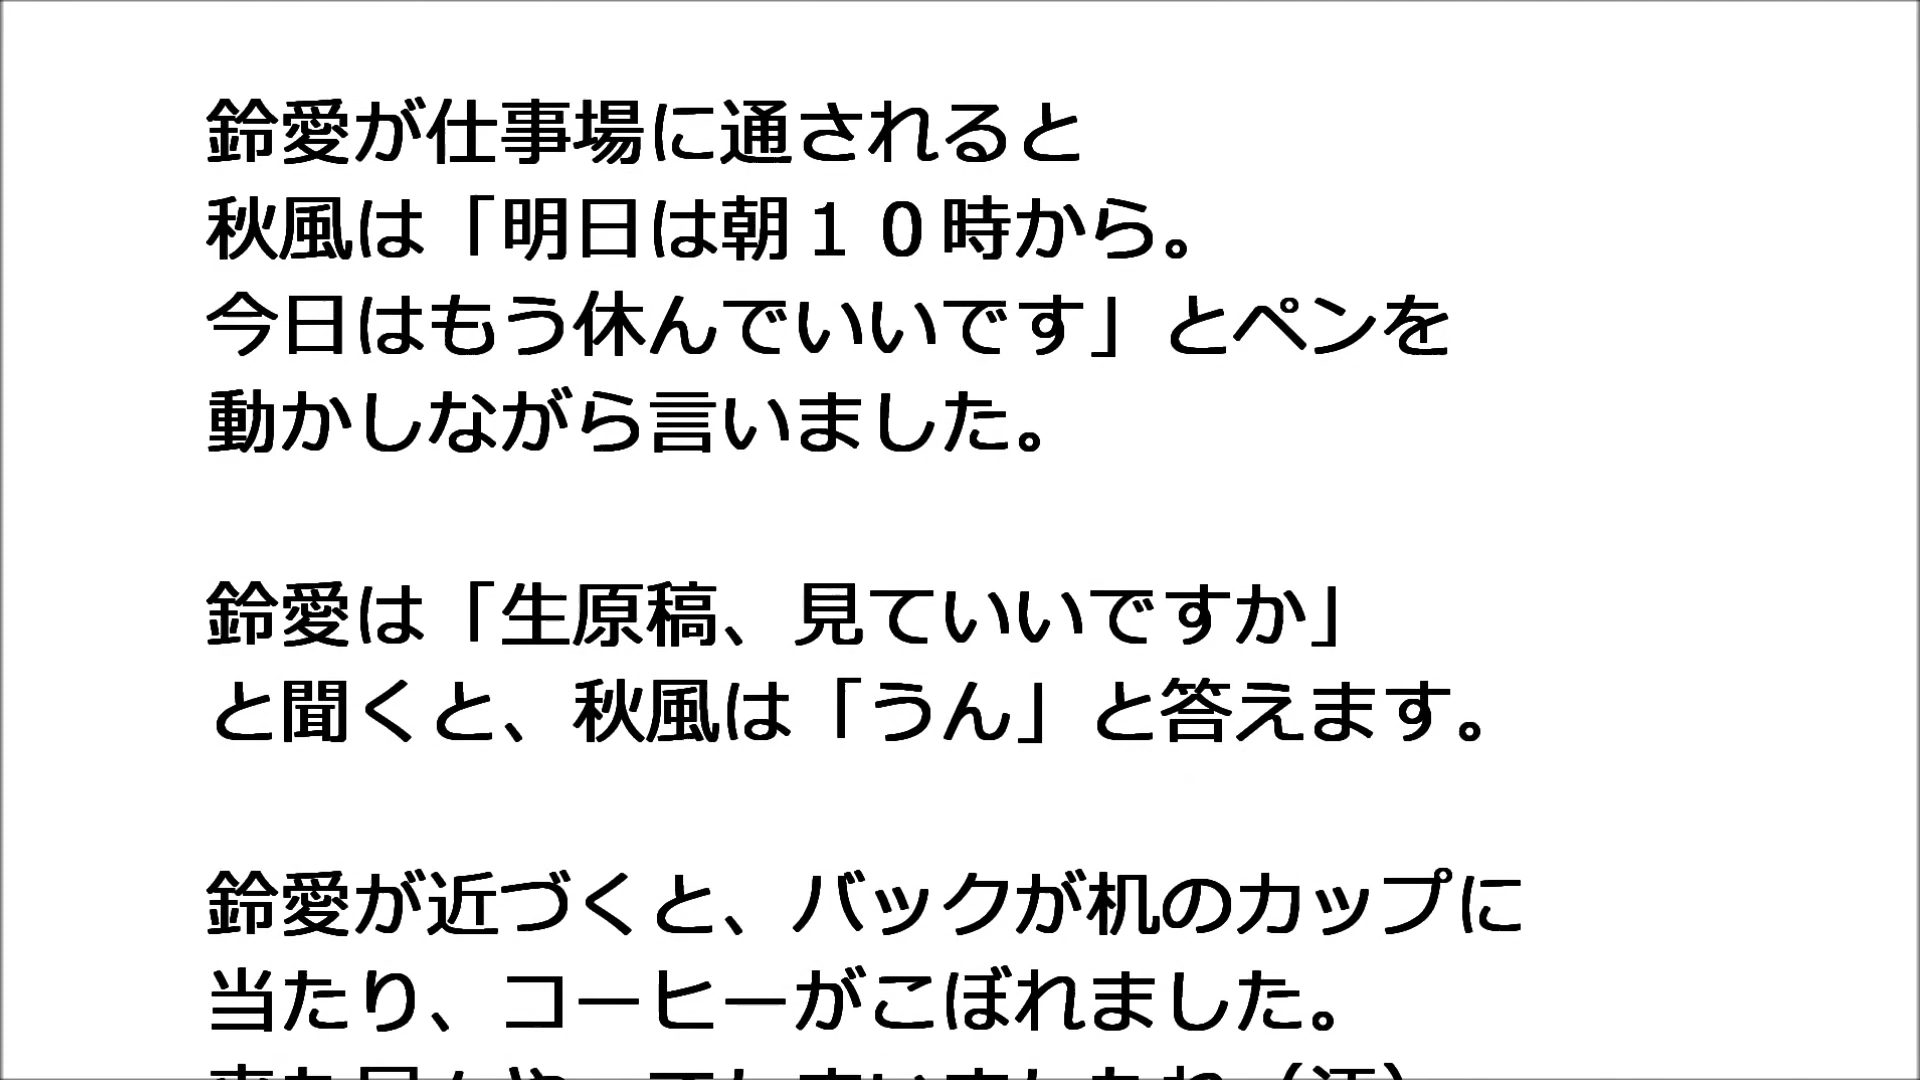 鈴愛が仕事場に通されると
秋風は「明日は朝１０時から。
今日はもう休んでいいです」とペンを
動かしながら言いました。
鈴愛は「生原稿、見ていいですか」
と聞くと、秋風は「うん」と答えます。
鈴愛が近づくと、バックが机のカップに
当たり、コーヒーがこぼれました。